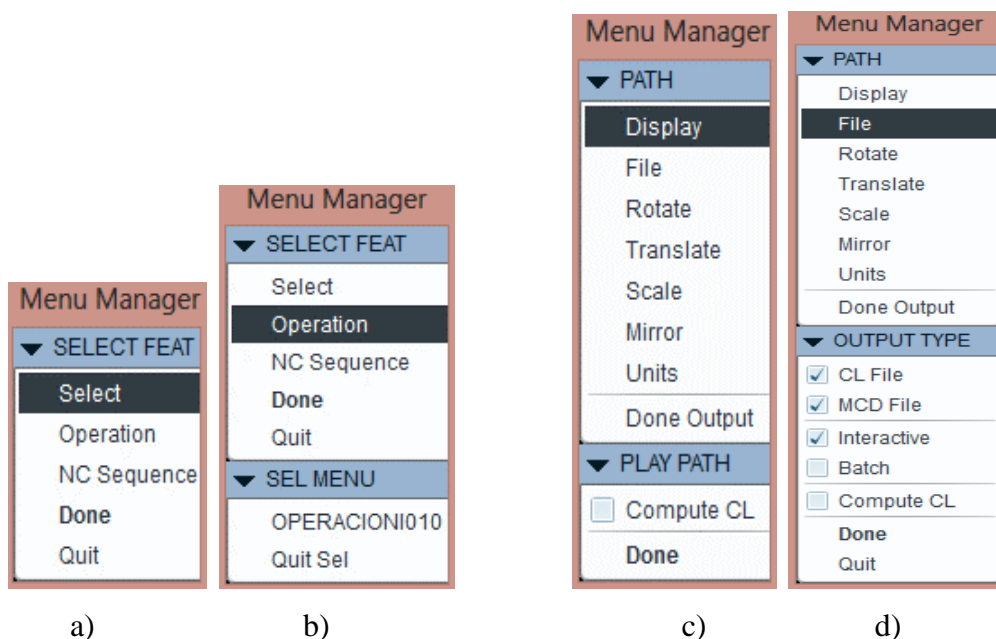 Menu Manager
SELECT FEAT
Select
Operation
NC Sequence
Done
Quit
a)
Menu Manager
SELECT FEAT
Select
Operation
NC Sequence
Done
Quit
SEL MENU
OPERACIONI010
Quit Sel
b)
Menu Manager
PATH
Display
File
Rotate
Translate
Scale
Mirror
Units
Done Output
PLAY PATH
Compute CL
Done
c)
Menu Manager
PATH
Display
File
Rotate
Translate
Scale
Mirror
Units
Done Output
OUTPUT TYPE
CL File
MCD File
Interactive
Batch
Compute CL
Done
Quit
d)